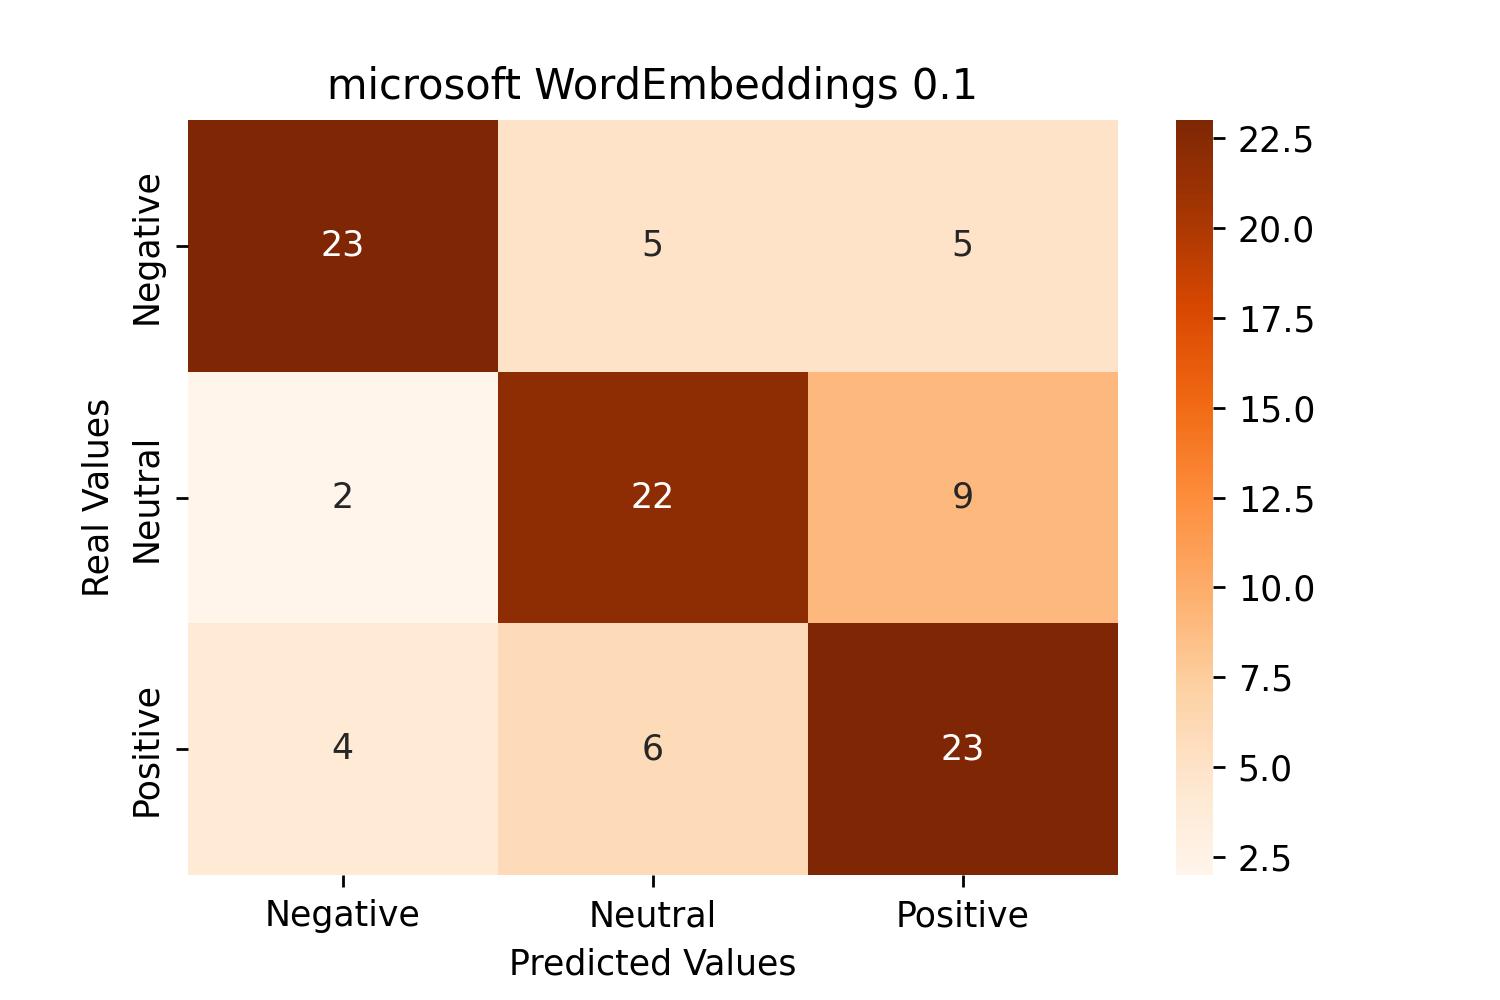 microsoft WordEmbeddings 0.1
Real Values
Negative
23
5
5
Neutral
2
22
9
Positive
4
6
23
Negative
Neutral
Positive
Predicted Values
22.5
20.0
17.5
15.0
12.5
10.0
7.5
5.0
2.5